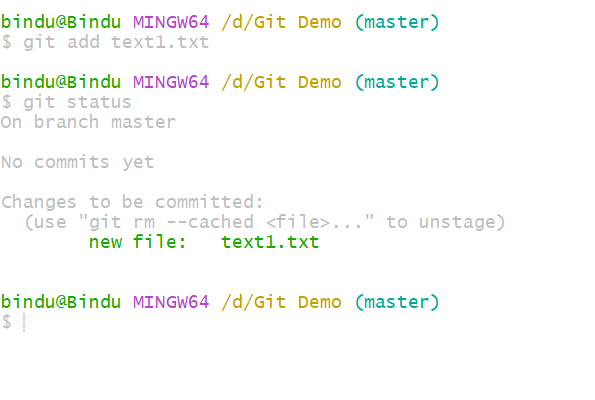 bindu@Bindu MINGW64 /d/Git Demo (master)
$ git add text1.txt
bindu@Bindu MINGW64 /d/Git Demo (master)
$ git status
On branch master
No commits yet
Changes to be committed:
  (use "git rm --cached <file>..." to unstage)
        new file:   text1.txt
bindu@Bindu MINGW64 /d/Git Demo (master)
$